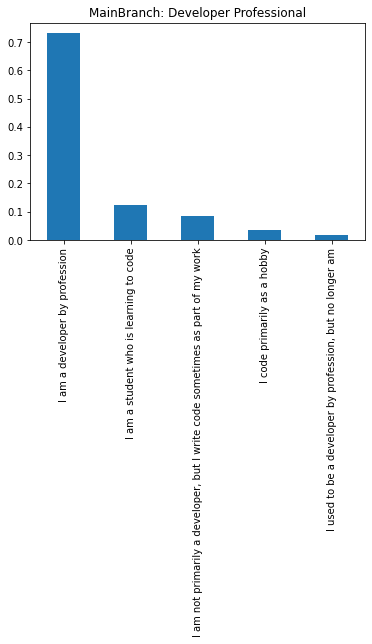 MainBranch: Developer Professional
0.7
0.6
0.5
0.4
0.3
0.2
0.1
0.0
I am a developer by profession
I am a student who is learning to code
I am not primarily a developer, but I write code sometimes as part of my work
I code primarily as a hobby
I used to be a developer by profession, but no longer am